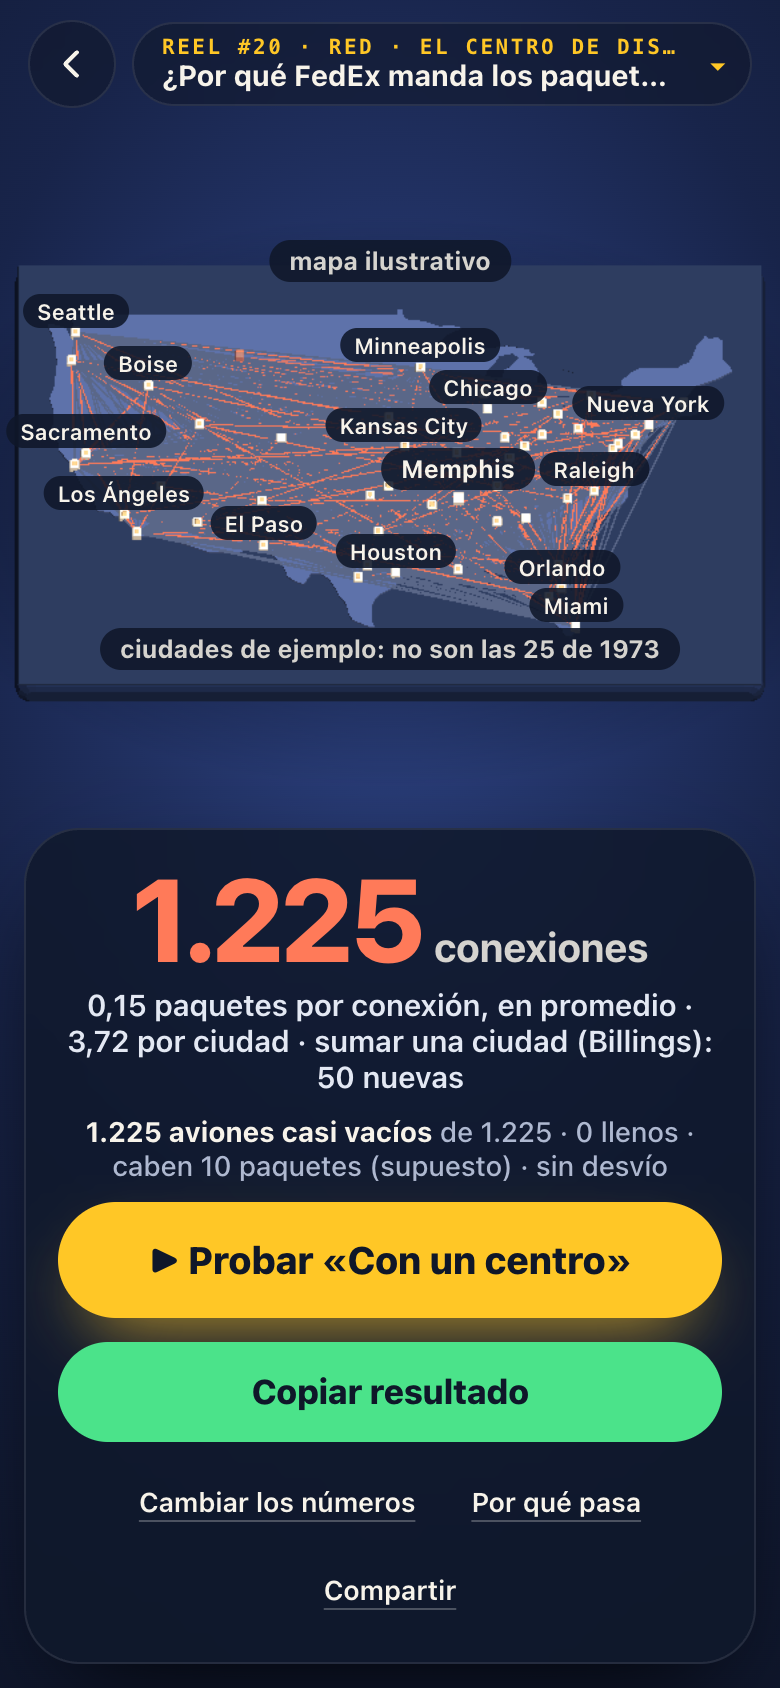 REEL #20 · RED · EL CENTRO DE DIS…
¿Por qué FedEx manda los paquet…
mapa ilustrativo
Seattle
Minneapolis
Boise
Chicago
Nueva York
Kansas City
Sacramento
Memphis
Raleigh
Los Ángeles
El Paso
Houston
Orlando
Miami
ciudades de ejemplo: no son las 25 de 1973
1.225 conexiones
0,15 paquetes por conexión, en promedio ·
3,72 por ciudad · sumar una ciudad (Billings):
50 nuevas
1.225 aviones casi vacíos de 1.225 · 0 llenos ·
caben 10 paquetes (supuesto) · sin desvío
Probar «Con un centro»
Copiar resultado
Cambiar los números
Por qué pasa
Compartir